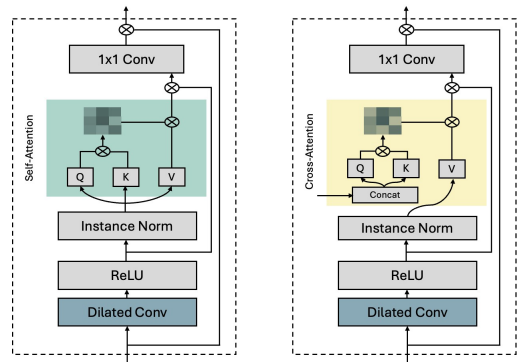 1x1 Conv
Self-Attention
Q K V
Instance Norm
ReLU
Dilated Conv
1x1 Conv
Cross-Attention
Q K V
Concat
Instance Norm
ReLU
Dilated Conv